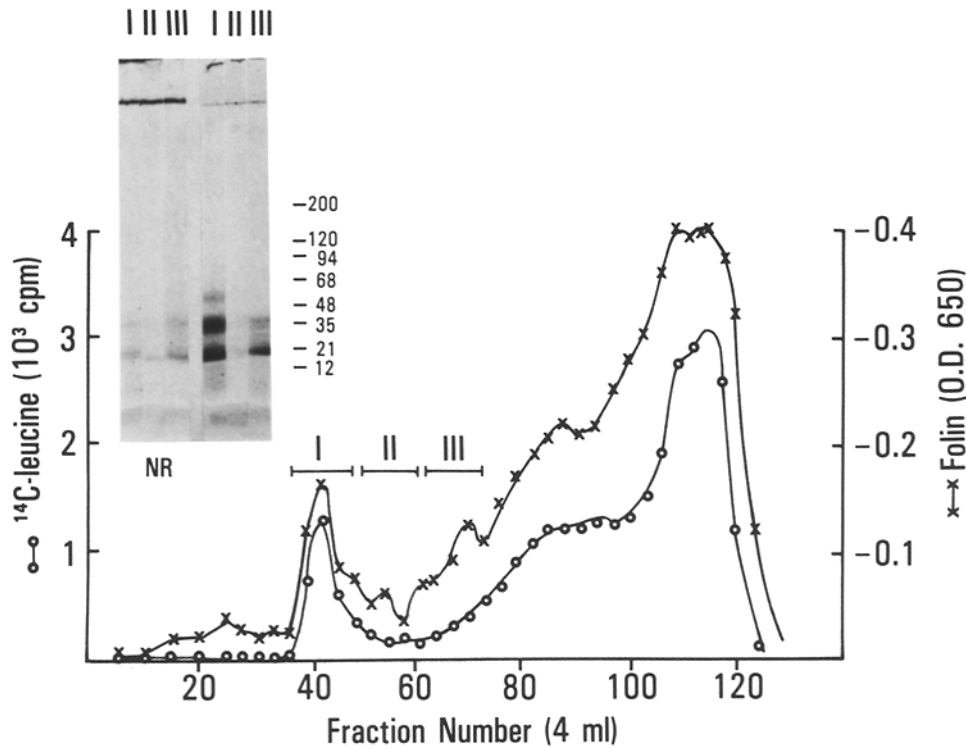 I II III I II III
–200
–120
–94
–68
–48
–35
–21
–12
NR
I II III
4
3
2
1
–0.4
–0.3
–0.2
–0.1
20 40 60 80 100 120
Fraction Number (4 ml)
o–o ¹⁴C-leucine (10³ cpm)
x–x Folin (O.D. 650)